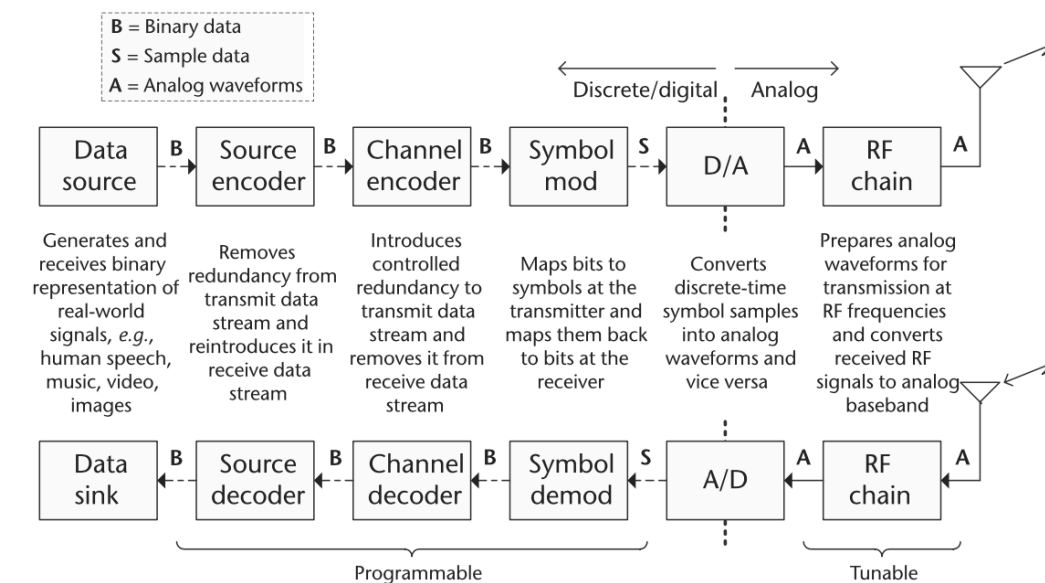 B = Binary data
S = Sample data
A = Analog waveforms
Discrete/digital
Analog
Data
source
B
Source
encoder
B
Channel
encoder
B
Symbol
mod
S
D/A
A
RF
chain
A
Generates and
receives binary
representation of
real-world
signals, e.g.,
human speech,
music, video,
images
Removes
redundancy from
transmit data
stream and
reintroduces it in
receive data
stream
Introduces
controlled
redundancy to
transmit data
stream and
removes it from
receive data
stream
Maps bits to
symbols at the
transmitter and
maps them back
to bits at the
receiver
Converts
discrete-time
symbol samples
into analog
waveforms and
vice versa
Prepares analog
waveforms for
transmission at
RF frequencies
and converts
received RF
signals to analog
baseband
Data
sink
B
Source
decoder
B
Channel
decoder
B
Symbol
demod
S
A/D
A
RF
chain
A
Programmable
Tunable